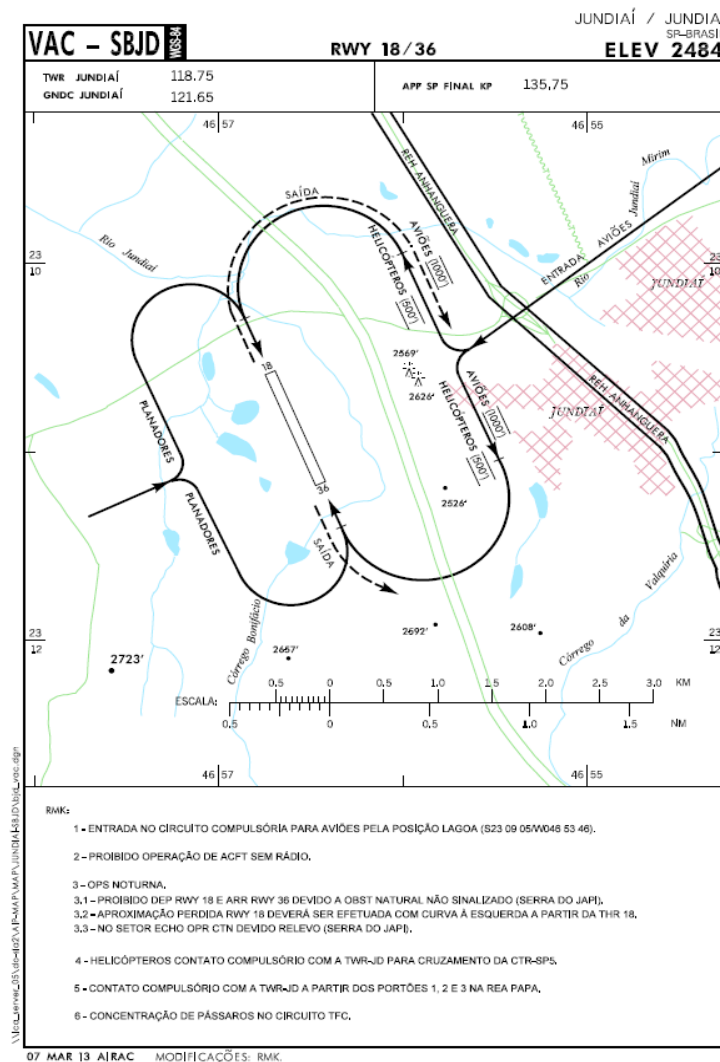 JUNDIAÍ / JUNDIA
SP-BRASI
VAC - SBJD WGS-84 RWY 18/36 ELEV 2484
TWR JUNDIAÍ 118.75
GNDC JUNDIAÍ 121.65
APP SP FINAL KP 135,75
46 57
46 55
REH ANHANGUERA
Mirim
Jundiaí
Rio
SAÍDA
AVIÕES (1000')
HELICÓPTEROS (500')
ENTRADA AVIÕES
Rio Jundiaí
23
10
23
10
JUNDIAÍ
18
2569'
2626'
PLANADORES
AVIÕES (1000')
HELICÓPTEROS (500')
JUNDIAÍ
REH ANHANGUERA
36
2526'
PLANADORES
SAÍDA
Córrego Bonifácio
Córrego da Valquíria
23
12
23
12
2692'
2608'
2657'
2723'
ESCALA:
0.5 0 0.5 1.0 1.5 2.0 2.5 3.0 KM
0.5 0 0.5 1.0 1.5 NM
46 57
46 55
RMK:
1 - ENTRADA NO CÍRCUITO COMPULSÓRIA PARA AVIÕES PELA POSIÇÃO LAGOA (S23 09 05/W046 53 46).
2 - PROIBIDO OPERAÇÃO DE ACFT SEM RÁDIO.
3 - OPS NOTURNA.
3.1 - PROIBIDO DEP RWY 18 E ARR RWY 36 DEVIDO A OBST NATURAL NÃO SINALIZADO (SERRA DO JAPI).
3.2 - APROXIMAÇÃO PERDIDA RWY 18 DEVERÁ SER EFETUADA COM CURVA À ESQUERDA A PARTIR DA THR 18.
3.3 - NO SETOR ECHO OPR CTN DEVIDO RELEVO (SERRA DO JAPI).
4 - HELICÓPTEROS CONTATO COMPULSÓRIO COM A TWR-JD PARA CRUZAMENTO DA CTR-SP5.
5 - CONTATO COMPULSÓRIO COM A TWR-JD A PARTIR DOS PORTÕES 1, 2 E 3 NA REA PAPA.
6 - CONCENTRAÇÃO DE PÁSSAROS NO CIRCUITO TFC.
07 MAR 13 AIRAC MODIFICAÇÕES: RMK.